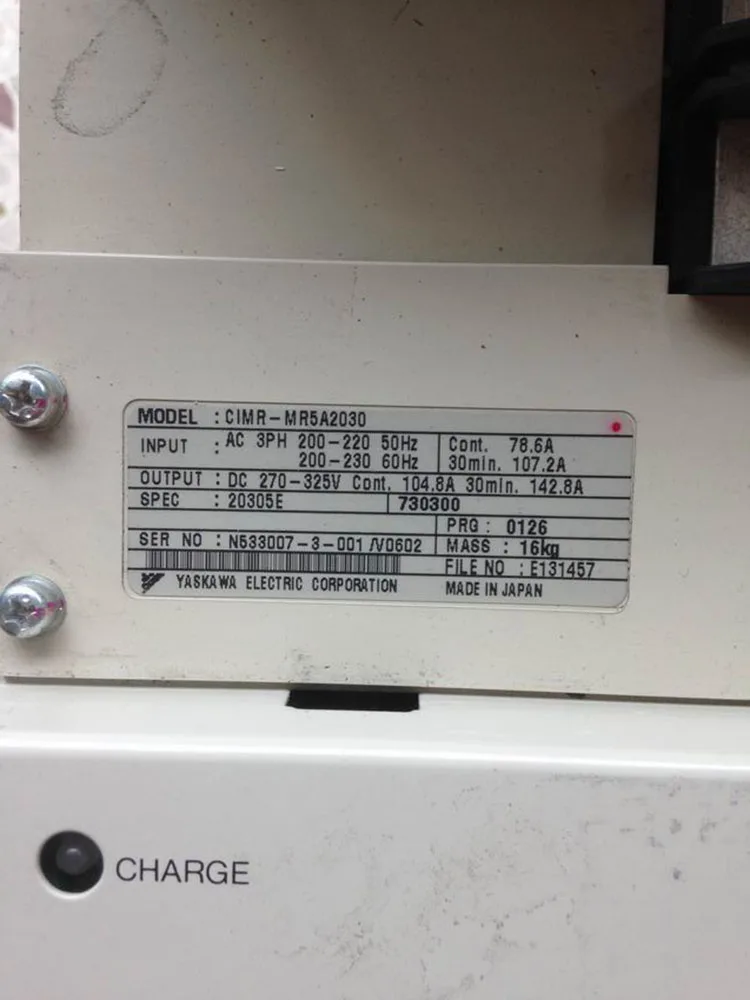 MODEL : CIMR-MR5A2030
INPUT : AC 3PH 200-220 50Hz Cont. 78.6A
200-230 60Hz 30min. 107.2A
OUTPUT : DC 270-325V Cont. 104.8A 30min. 142.8A
SPEC : 20305E 730300
PRG : 0126
SER NO : N533007-3-001/V0602 MASS : 16kg
FILE NO : E131457
YASKAWA ELECTRIC CORPORATION MADE IN JAPAN
CHARGE